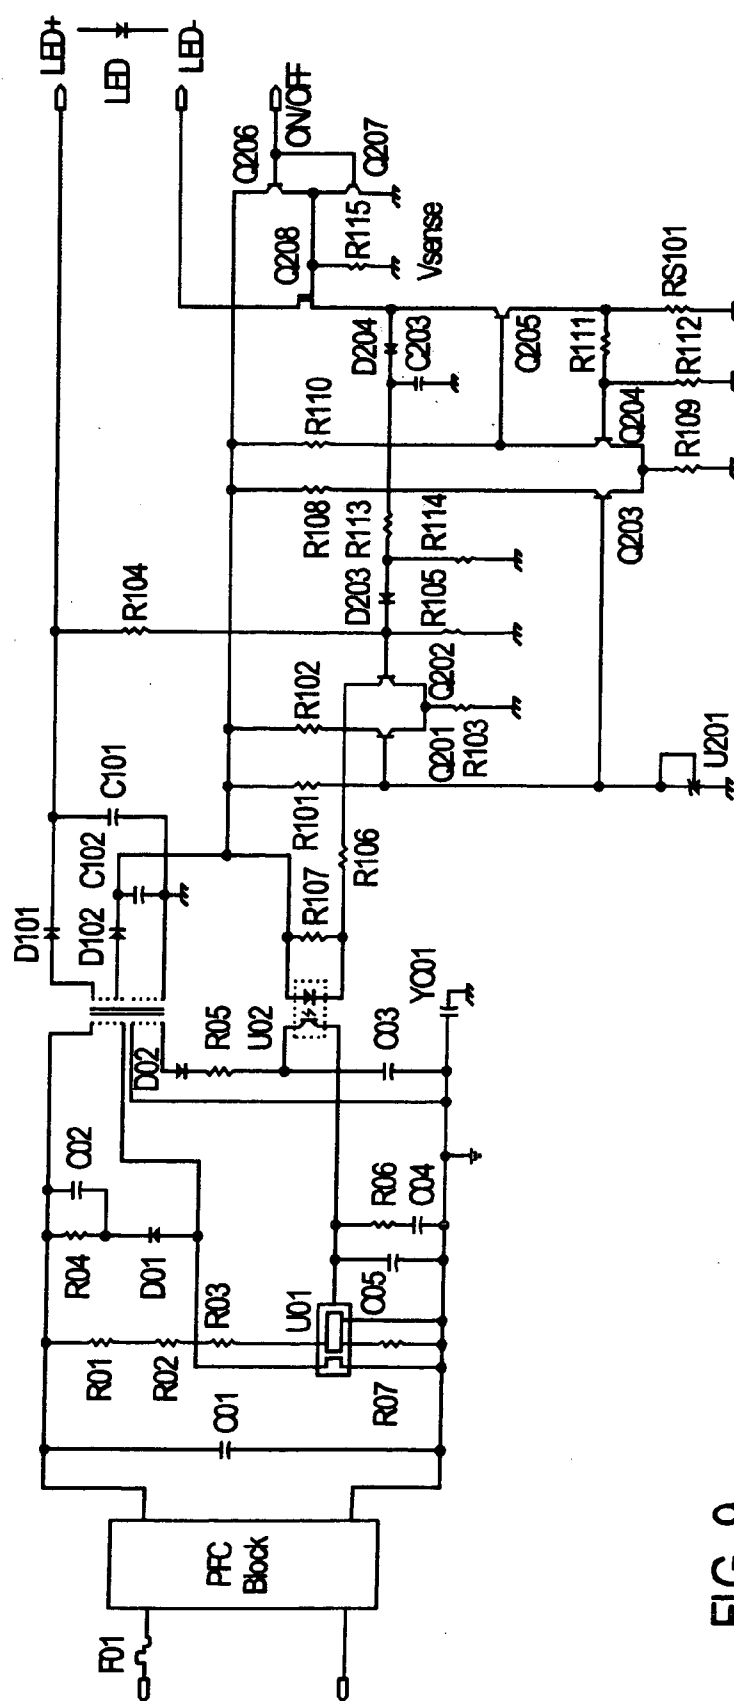 F01
PFC
Block
C01
R01
R02
R03
R04
C02
D01
U01
R07
C05
R06
C04
D02
R05
U02
C03
YC01
D101
D102
C102
C101
R107
R106
R101
R102
Q201
Q202
R103
U201
R104
D203
R105
R113
R114
R108
R110
D204
C203
Q203
Q204
Q205
R109
R111
R112
RS101
Vsense
Q208
R115
Q206
Q207
ON/OFF
LED+
LED
LED-
FIG. 9